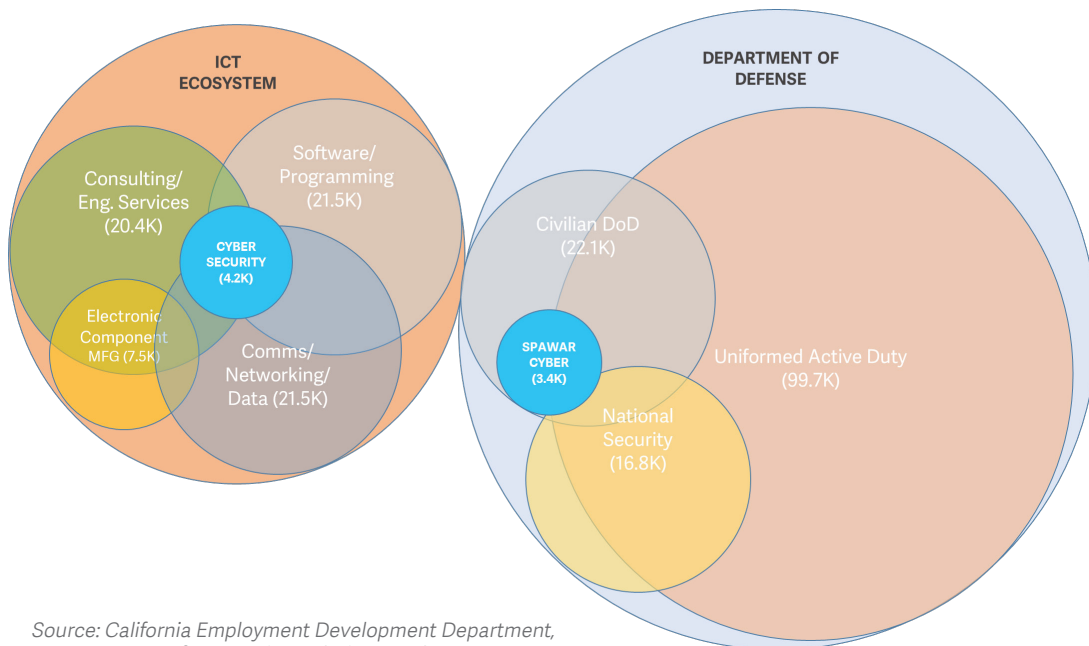 ICT
ECOSYSTEM
Consulting/
Eng. Services
(20.4K)
Software/
Programming
(21.5K)
CYBER
SECURITY
(4.2K)
Electronic
Component
MFG (7.5K)
Comms/
Networking/
Data (21.5K)
DEPARTMENT OF
DEFENSE
Civilian DoD
(22.1K)
SPAWAR
CYBER
(3.4K)
Uniformed Active Duty
(99.7K)
National
Security
(16.8K)
Source: California Employment Development Department,